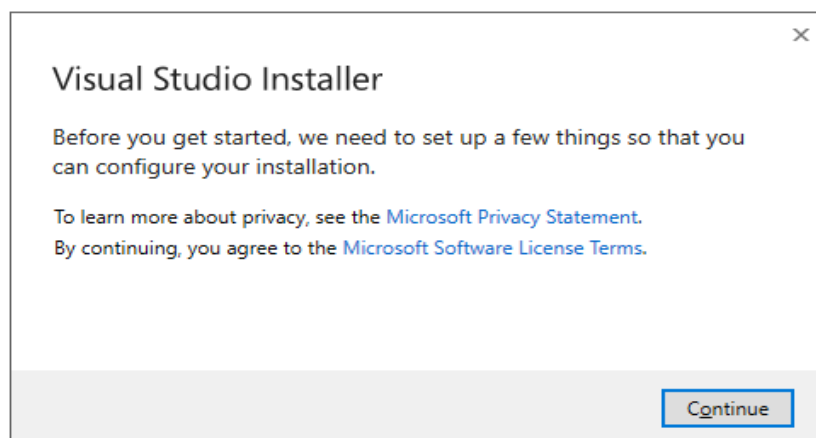 Visual Studio Installer
Before you get started, we need to set up a few things so that you
can configure your installation.
To learn more about privacy, see the Microsoft Privacy Statement.
By continuing, you agree to the Microsoft Software License Terms.
Continue